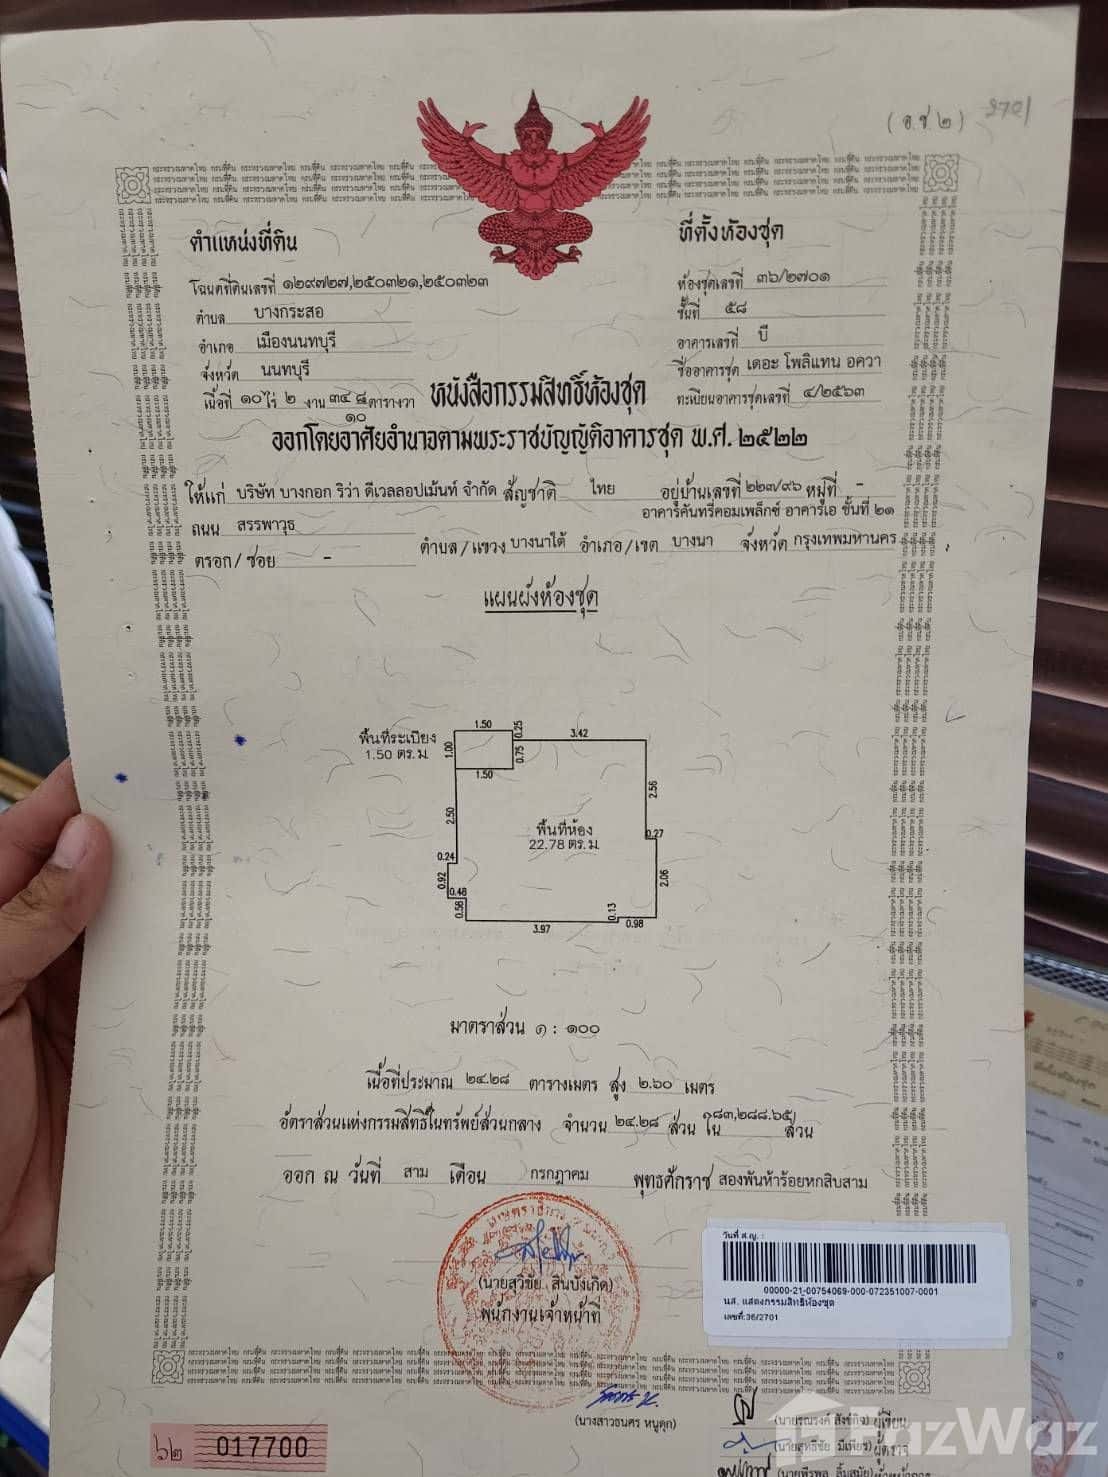 (อ.ช.๒)
2701
ตำแหน่งที่ดิน
ที่ตั้งห้องชุด
โฉนดที่ดินเลขที่ ๑๒๙๗๒๗,๒๕๐๓๒๑,๒๕๐๓๒๓
ห้องชุดเลขที่ ๓๖/๒๗๐๑
ตำบล บางกระสอ
ชั้นที่ ๕๘
อำเภอ เมืองนนทบุรี
อาคารเลขที่ บี
จังหวัด นนทบุรี
ชื่ออาคารชุด เดอะ โพลิแทน อควา
เนื้อที่ ๑๐ ไร่ ๒ งาน ๓๔ ๘/๑๐ ตารางวา
ทะเบียนอาคารชุดเลขที่ ๔/๒๕๖๓
หนังสือกรรมสิทธิ์ห้องชุด
ออกโดยอาศัยอำนาจตามพระราชบัญญัติอาคารชุด พ.ศ. ๒๕๒๒
ให้แก่ บริษัท บางกอก ริว่า ดีเวลลอปเม้นท์ จำกัด สัญชาติ ไทย อยู่บ้านเลขที่ ๒๒๓/๙๖ หมู่ที่ -
อาคารคันทรี่คอมเพล็กซ์ อาคารเอ ชั้นที่ ๒๑
ถนน สรรพาวุธ
ตรอก/ซอย - ตำบล/แขวง บางนาใต้ อำเภอ/เขต บางนา จังหวัด กรุงเทพมหานคร
แผนผังห้องชุด
พื้นที่ระเบียง
1.50 ตร.ม.
1.50
0.25
3.42
1.00
0.75
1.50
2.56
2.50
พื้นที่ห้อง
22.78 ตร.ม.
0.27
0.24
0.92
2.06
0.46
0.58
0.13
3.97
0.98
มาตราส่วน ๑ : ๑๐๐
เนื้อที่ประมาณ ๒๔.๒๘ ตารางเมตร สูง ๒.๖๐ เมตร
อัตราส่วนแห่งกรรมสิทธิ์ในทรัพย์ส่วนกลาง จำนวน ๒๔.๒๘ ส่วน ใน ๘๓,๒๘๘.๖๕ ส่วน
ออก ณ วันที่ สาม เดือน กรกฎาคม พุทธศักราช สองพันห้าร้อยหกสิบสาม
(นายสุวิชัย สินบังเกิด)
พนักงานเจ้าหน้าที่
วันที่ ส.ญ. :
00000-21-00754069-000-072351007-0001
นส. แสดงกรรมสิทธิ์ห้องชุด
เลขที่:36/2701
(นางสาวธนศร หนูดุก)
ผู้เขียน
ผู้ตรวจ
๖๒ 017700
FazWaz